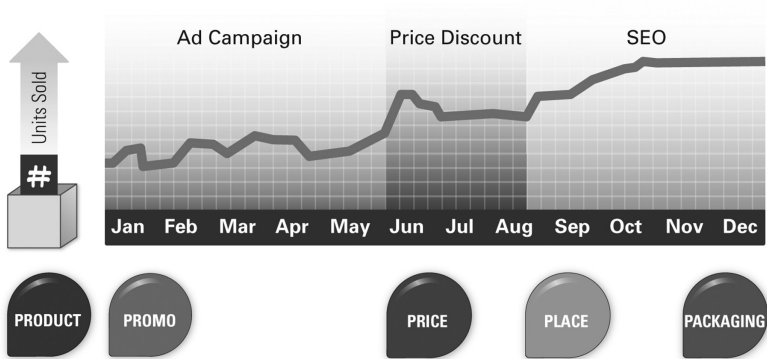 Ad Campaign Price Discount SEO
Units Sold
#
Jan Feb Mar Apr May Jun Jul Aug Sep Oct Nov Dec
PRODUCT PROMO PRICE PLACE PACKAGING